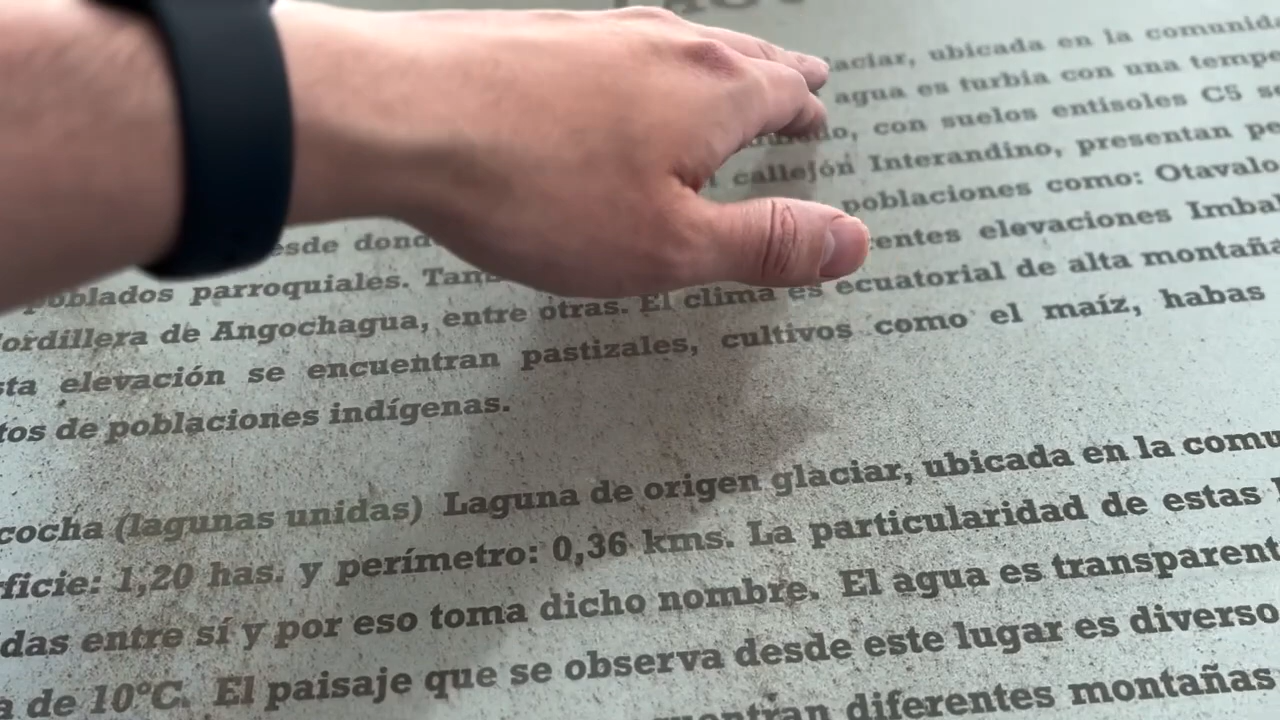 aciar, ubicada en la comunida
agua es turbia con una tempe
con suelos entisoles C5 se
callejón Interandino, presentan pe
poblaciones como: Otavalo
elevaciones Imbab
esde dond
poblados parroquiales. Tam
ordillera de Angochagua, entre otras. El clima es ecuatorial de alta montaña
sta elevación se encuentran pastizales, cultivos como el maíz, habas
tos de poblaciones indígenas.
cocha (lagunas unidas) Laguna de origen glaciar, ubicada en la comu
ficie: 1,20 has. y perímetro: 0,36 kms. La particularidad de estas
das entre sí y por eso toma dicho nombre. El agua es transparent
a de 10°C. El paisaje que se observa desde este lugar es diverso
diferentes montañas